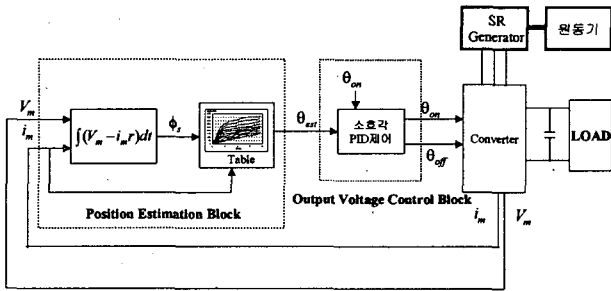 SR
Generator
원동기
V_m
i_m
∫(V_m − i_m r)dt
ϕ_s
Table
θ_est
θ_on
소호각
PID제어
θ_on
θ_off
Converter
LOAD
Position Estimation Block
Output Voltage Control Block
i_m
V_m